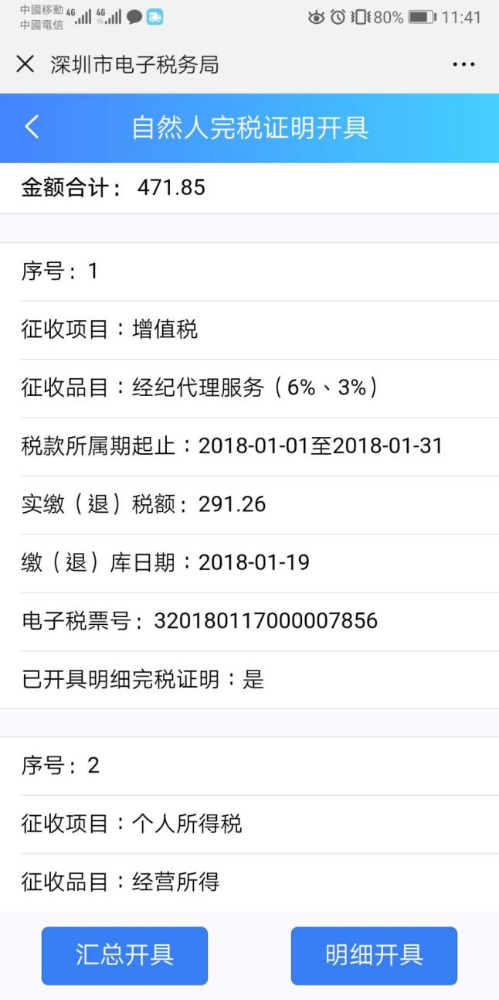 中國移動 4G 4G 80% 11:41
中國電信
深圳市电子税务局
自然人完税证明开具
金额合计：471.85
序号：1
征收项目：增值税
征收品目：经纪代理服务（6%、3%）
税款所属期起止：2018-01-01至2018-01-31
实缴（退）税额：291.26
缴（退）库日期：2018-01-19
电子税票号：320180117000007856
已开具明细完税证明：是
序号：2
征收项目：个人所得税
征收品目：经营所得
汇总开具 明细开具